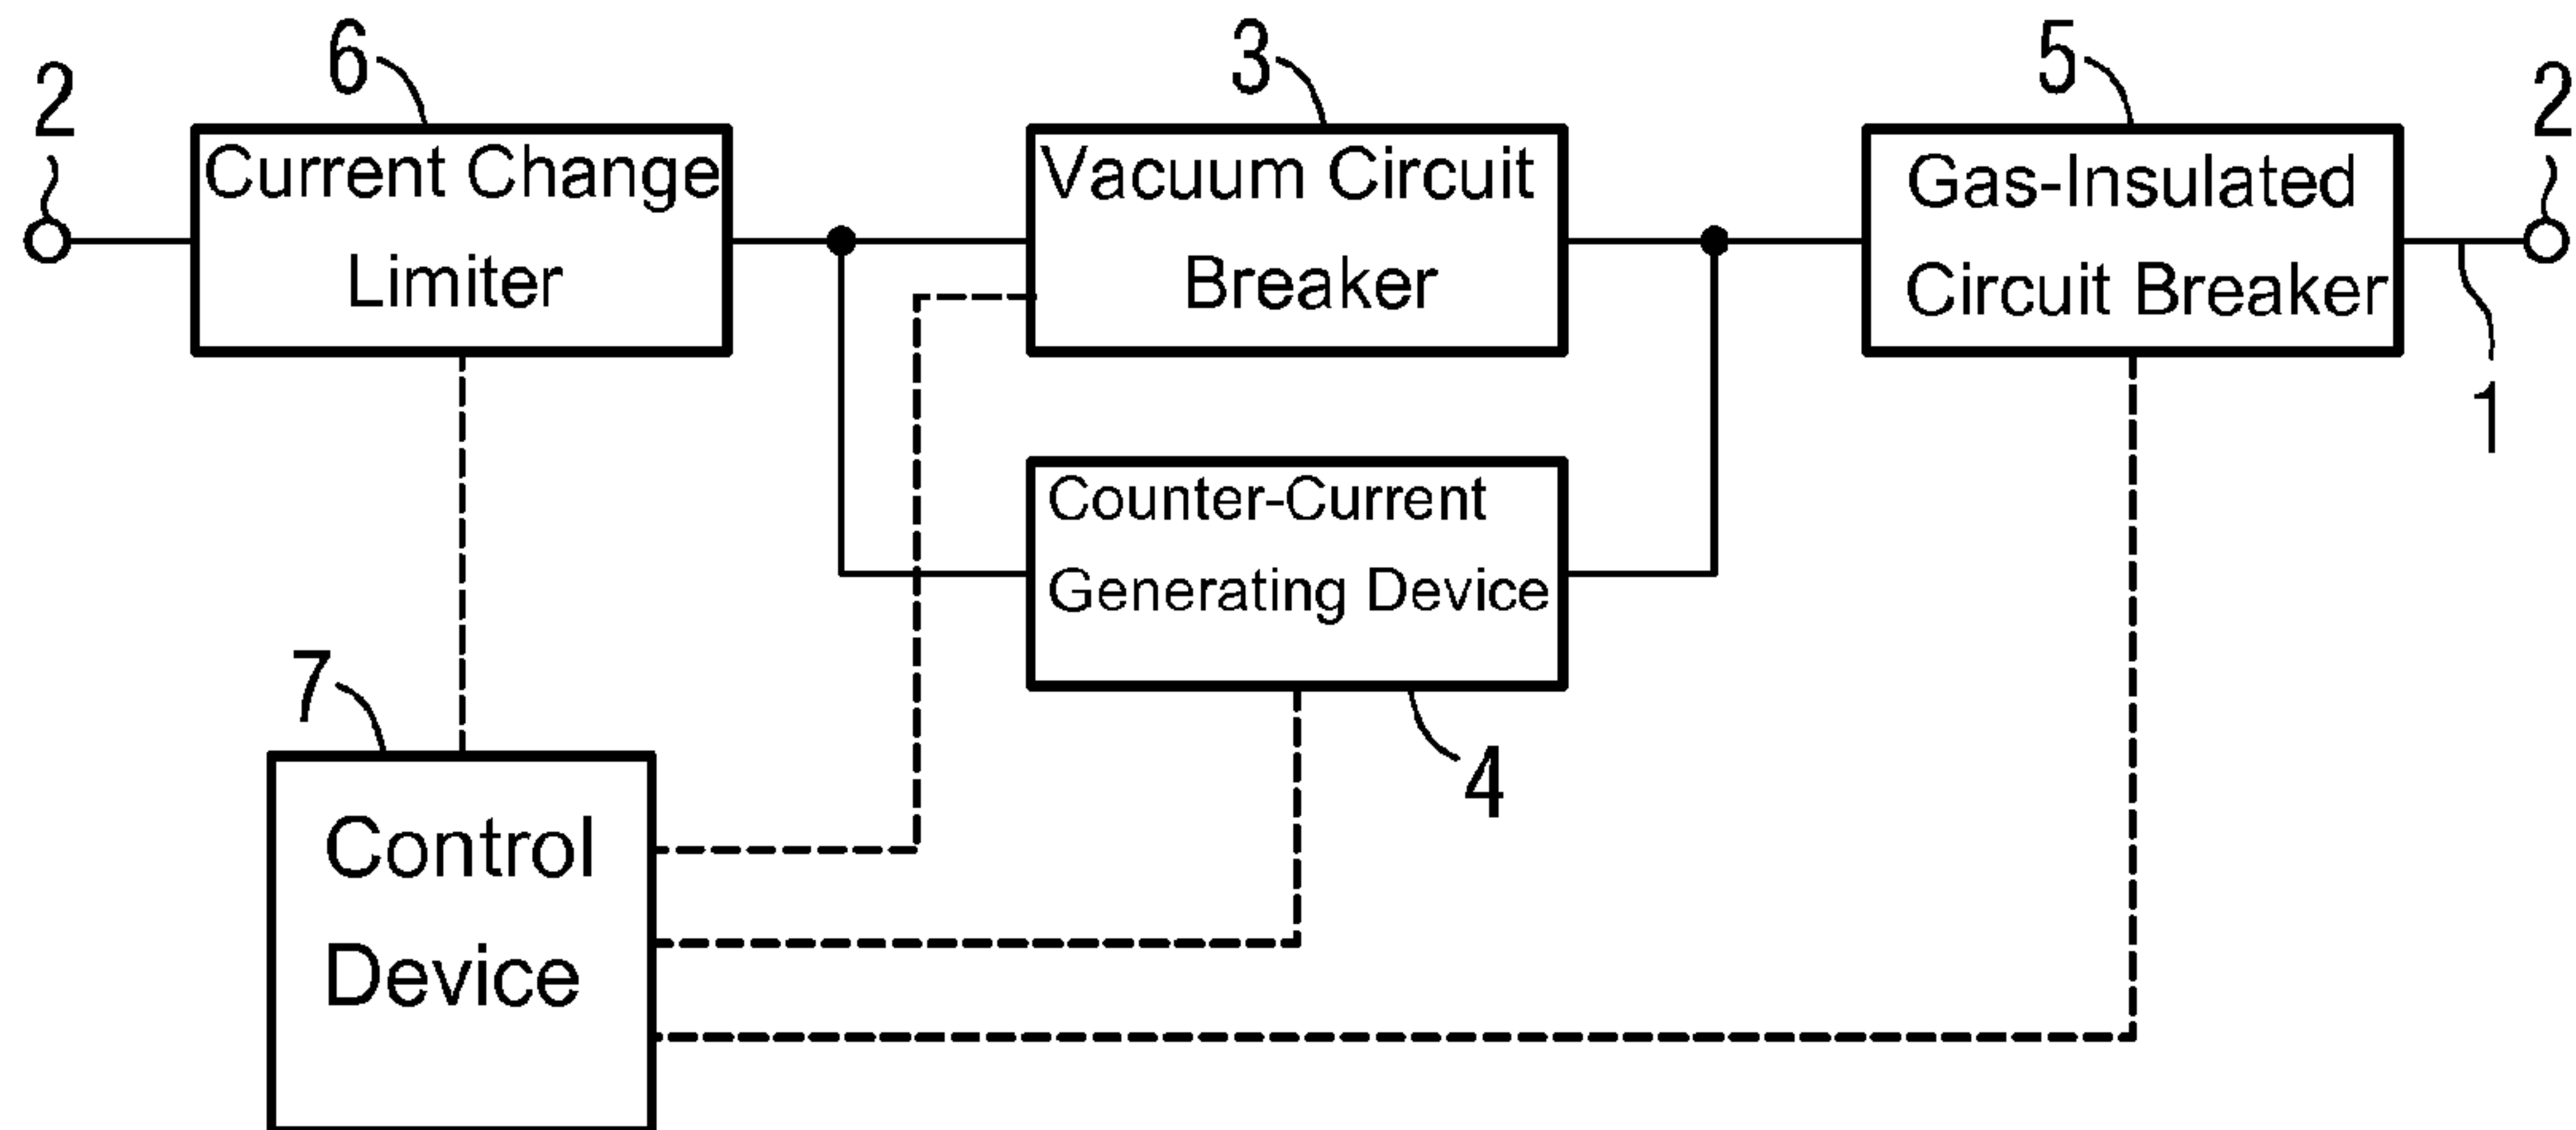 6
3
5
2
2
Current Change
Limiter
Vacuum Circuit
Breaker
Gas-Insulated
Circuit Breaker
1
Counter-Current
Generating Device
7
4
Control
Device